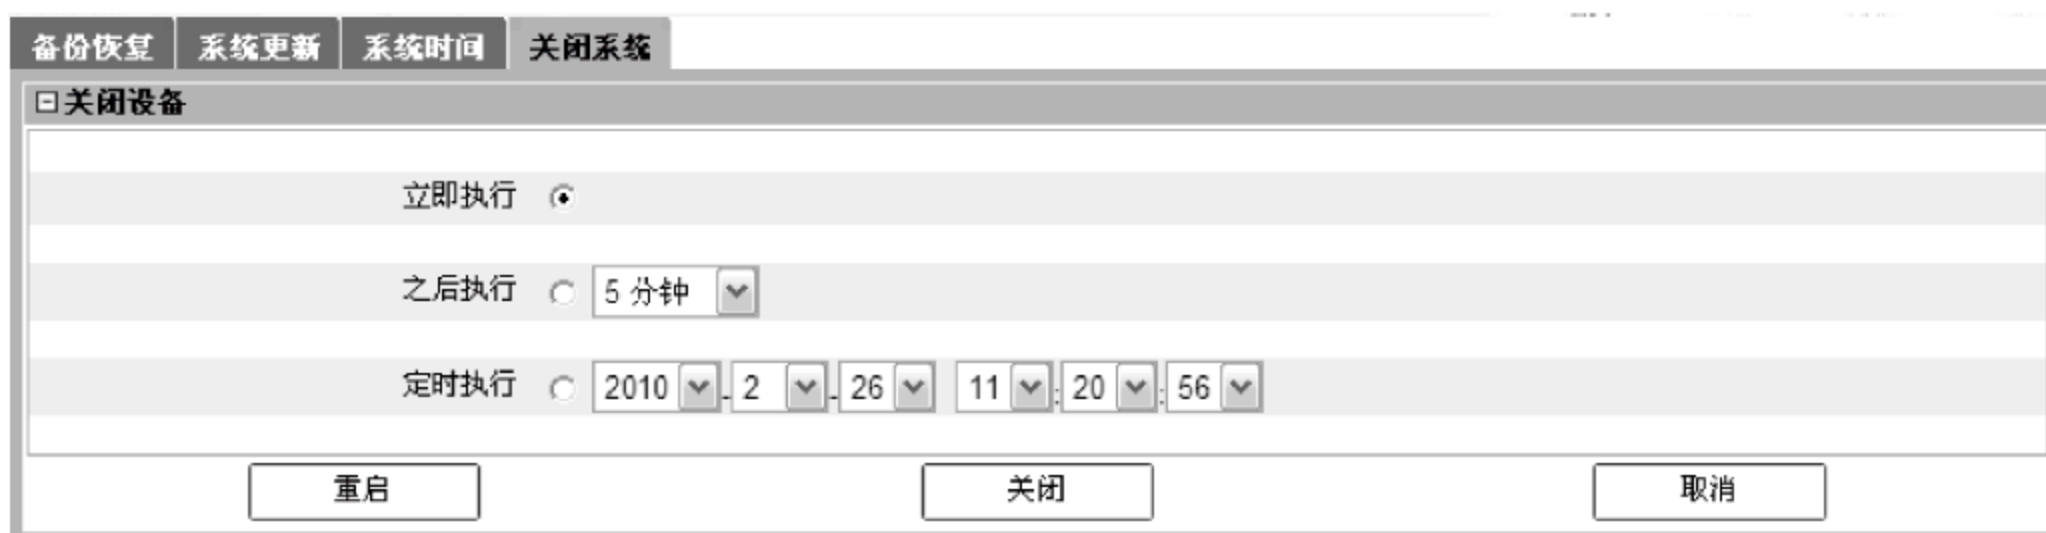 备份恢复 系统更新 系统时间 关闭系统
关闭设备
立即执行
之后执行 5 分钟
定时执行 2010 - 2 - 26 11 : 20 : 56
重启 关闭 取消